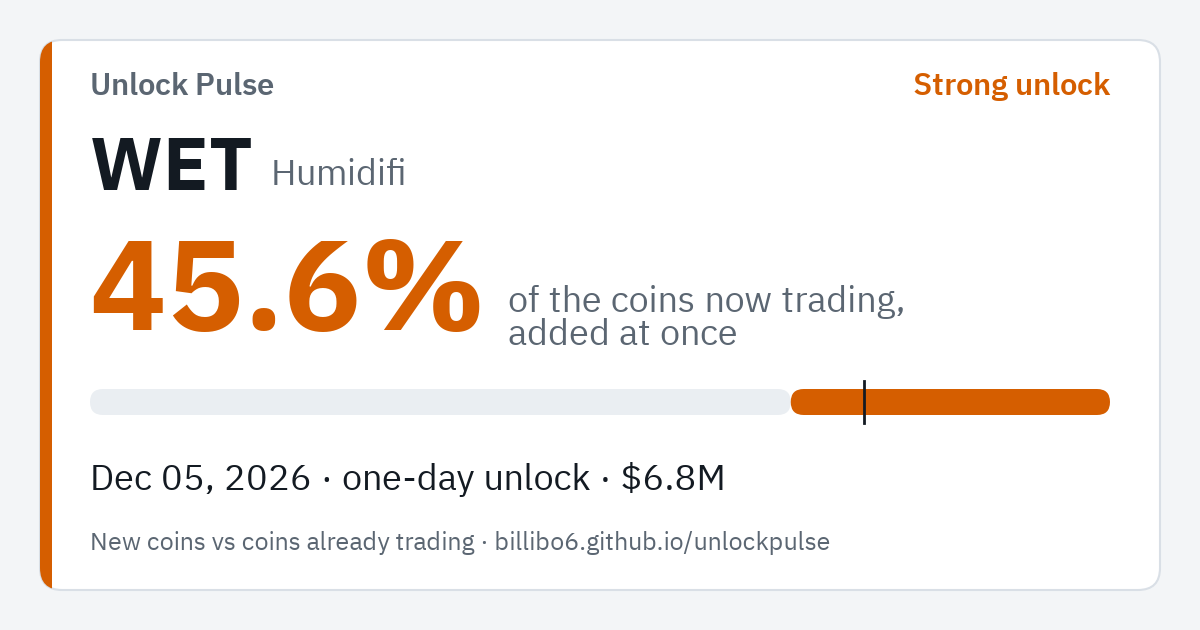 Unlock Pulse
Strong unlock
WET Humidifi
45.6% of the coins now trading,
added at once
Dec 05, 2026 · one-day unlock · $6.8M
New coins vs coins already trading · billibo6.github.io/unlockpulse